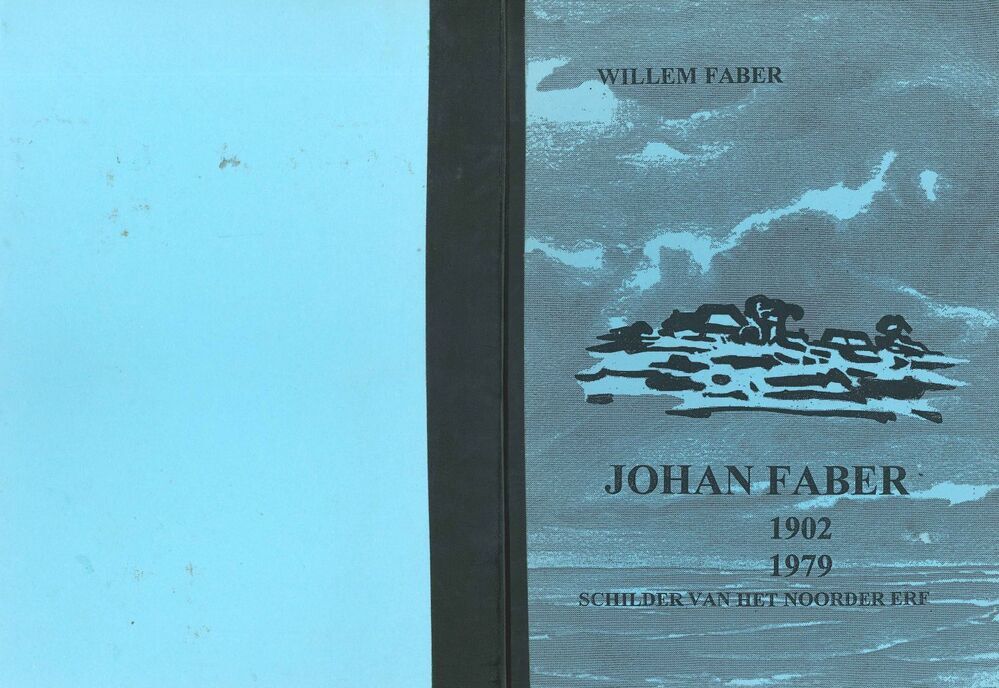 WILLEM FABER
JOHAN FABER
1902
1979
SCHILDER VAN HET NOORDER ERF